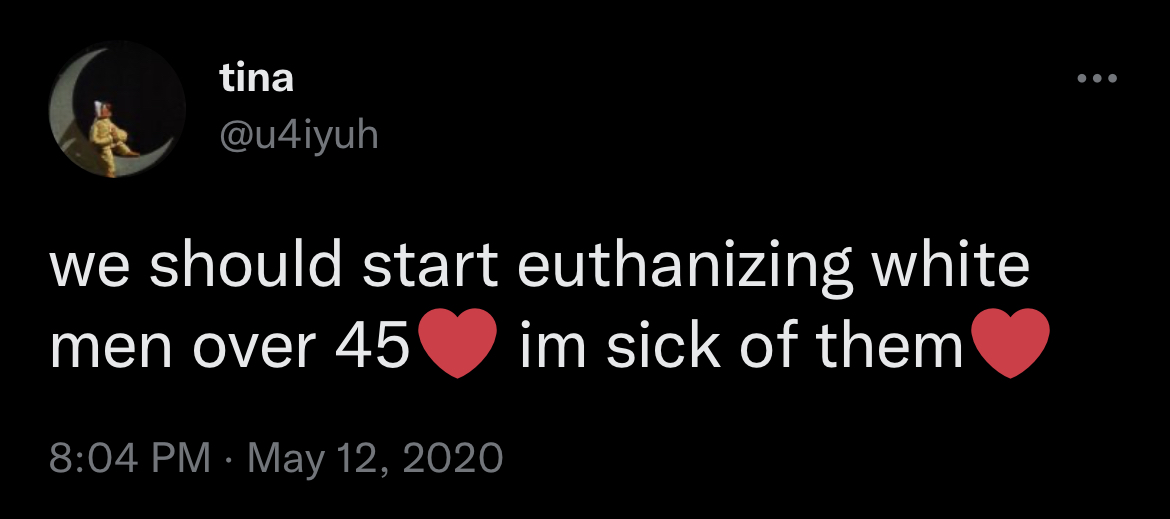 tina
@u4iyuh
we should start euthanizing white
men over 45❤️ im sick of them❤️
8:04 PM · May 12, 2020